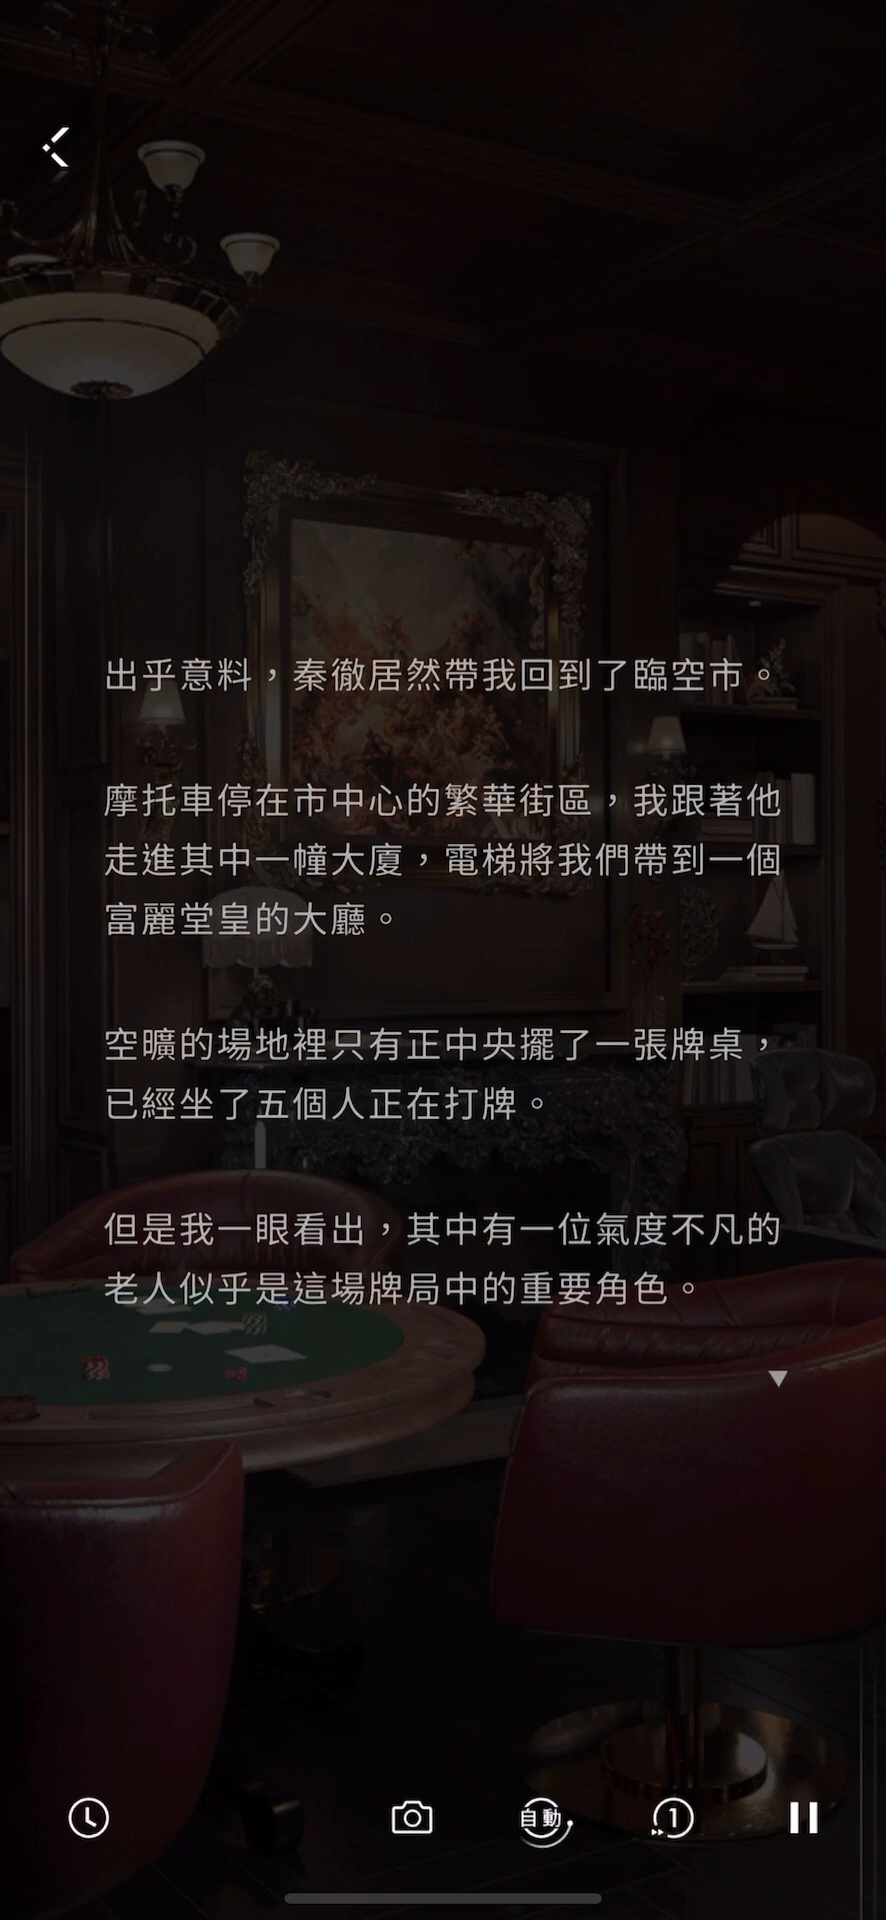 出乎意料，秦徹居然帶我回到了臨空市。
摩托車停在市中心的繁華街區，我跟著他
走進其中一幢大廈，電梯將我們帶到一個
富麗堂皇的大廳。
空曠的場地裡只有正中央擺了一張牌桌，
已經坐了五個人正在打牌。
但是我一眼看出，其中有一位氣度不凡的
老人似乎是這場牌局中的重要角色。
自動
1